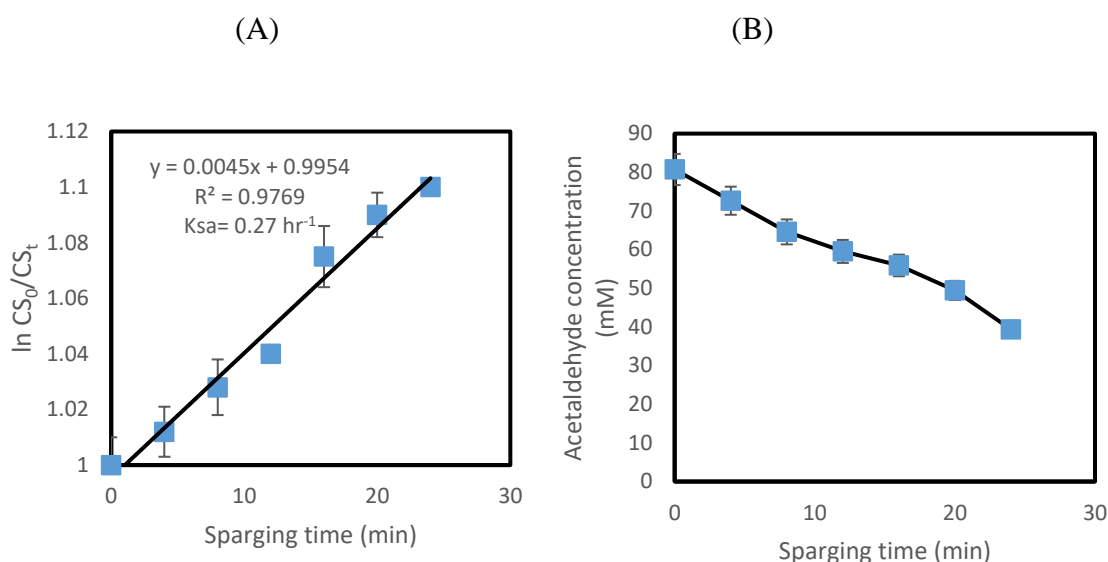 (A)
1.12
1.1
1.08
1.06
1.04
1.02
1
ln CS₀/CSₜ
y = 0.0045x + 0.9954
R² = 0.9769
Ksa= 0.27 hr⁻¹
0 10 20 30
Sparging time (min)
(B)
90
80
70
60
50
40
30
20
10
0
Acetaldehyde concentration
(mM)
0 10 20 30
Sparging time (min)